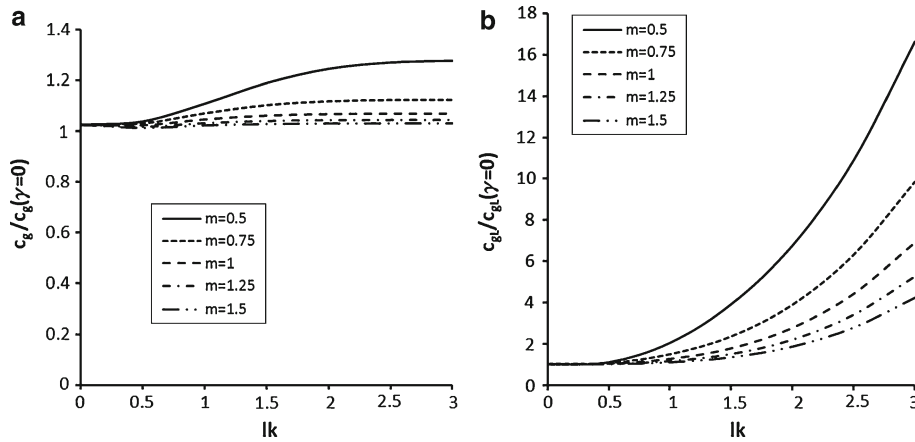 a
1.4
1.2
1
0.8
0.6
0.4
0.2
0
c_g/c_g(γ=0)
m=0.5
m=0.75
m=1
m=1.25
m=1.5
0 0.5 1 1.5 2 2.5 3
lk
b
18
16
14
12
10
8
6
4
2
0
c_gL/c_gL(γ=0)
m=0.5
m=0.75
m=1
m=1.25
m=1.5
0 0.5 1 1.5 2 2.5 3
lk